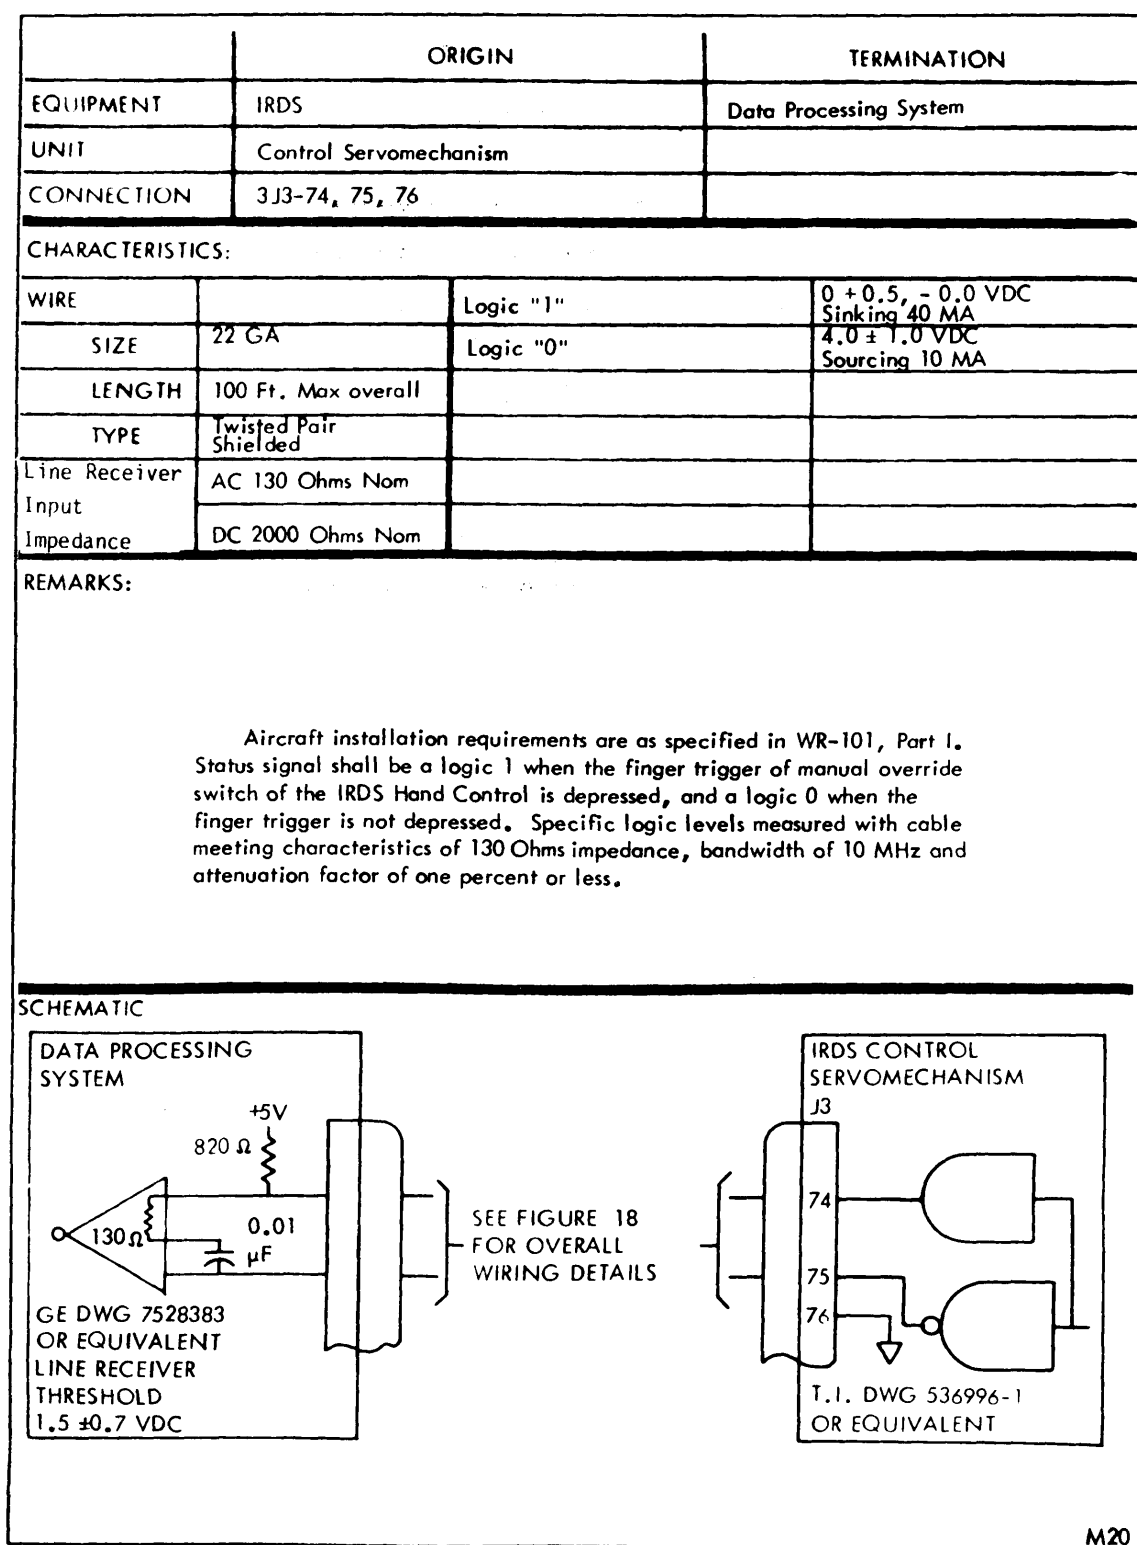 ORIGIN TERMINATION
EQUIPMENT IRDS Data Processing System
UNIT Control Servomechanism
CONNECTION 3J3-74, 75, 76
CHARACTERISTICS:
WIRE Logic "1" 0 +0.5, - 0.0 VDC
Sinking 40 MA
SIZE 22 GA Logic "0" 4.0 ± 1.0 VDC
Sourcing 10 MA
LENGTH 100 Ft. Max overall
TYPE Twisted Pair
Shielded
Line Receiver
Input
Impedance
AC 130 Ohms Nom
DC 2000 Ohms Nom
REMARKS:
Aircraft installation requirements are as specified in WR-101, Part I.
Status signal shall be a logic 1 when the finger trigger of manual override
switch of the IRDS Hand Control is depressed, and a logic 0 when the
finger trigger is not depressed. Specific logic levels measured with cable
meeting characteristics of 130 Ohms impedance, bandwidth of 10 MHz and
attenuation factor of one percent or less.
SCHEMATIC
DATA PROCESSING
SYSTEM
+5V
820 Ω
130Ω
0.01
µF
GE DWG 7528383
OR EQUIVALENT
LINE RECEIVER
THRESHOLD
1.5 ±0.7 VDC
SEE FIGURE 18
FOR OVERALL
WIRING DETAILS
IRDS CONTROL
SERVOMECHANISM
J3
74
75
76
T.I. DWG 536996-1
OR EQUIVALENT
M20